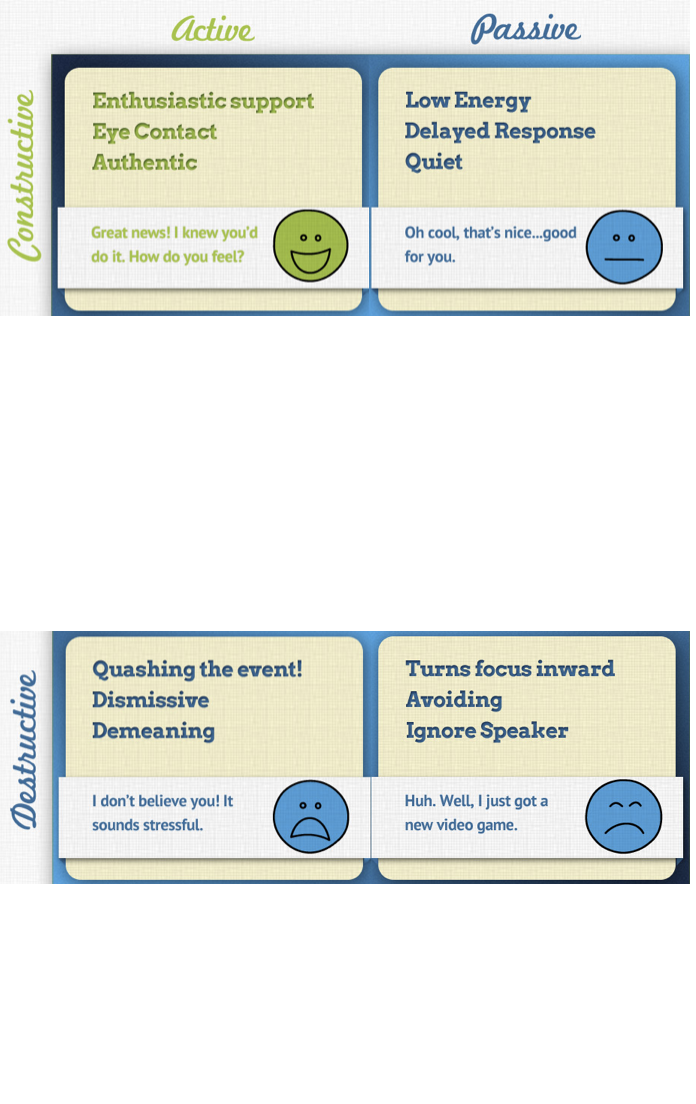 Active
Passive
Constructive
Enthusiastic support
Eye Contact
Authentic
Great news! I knew you'd
do it. How do you feel?
Low Energy
Delayed Response
Quiet
Oh cool, that's nice...good
for you.
Destructive
Quashing the event!
Dismissive
Demeaning
I don't believe you! It
sounds stressful.
Turns focus inward
Avoiding
Ignore Speaker
Huh. Well, I just got a
new video game.